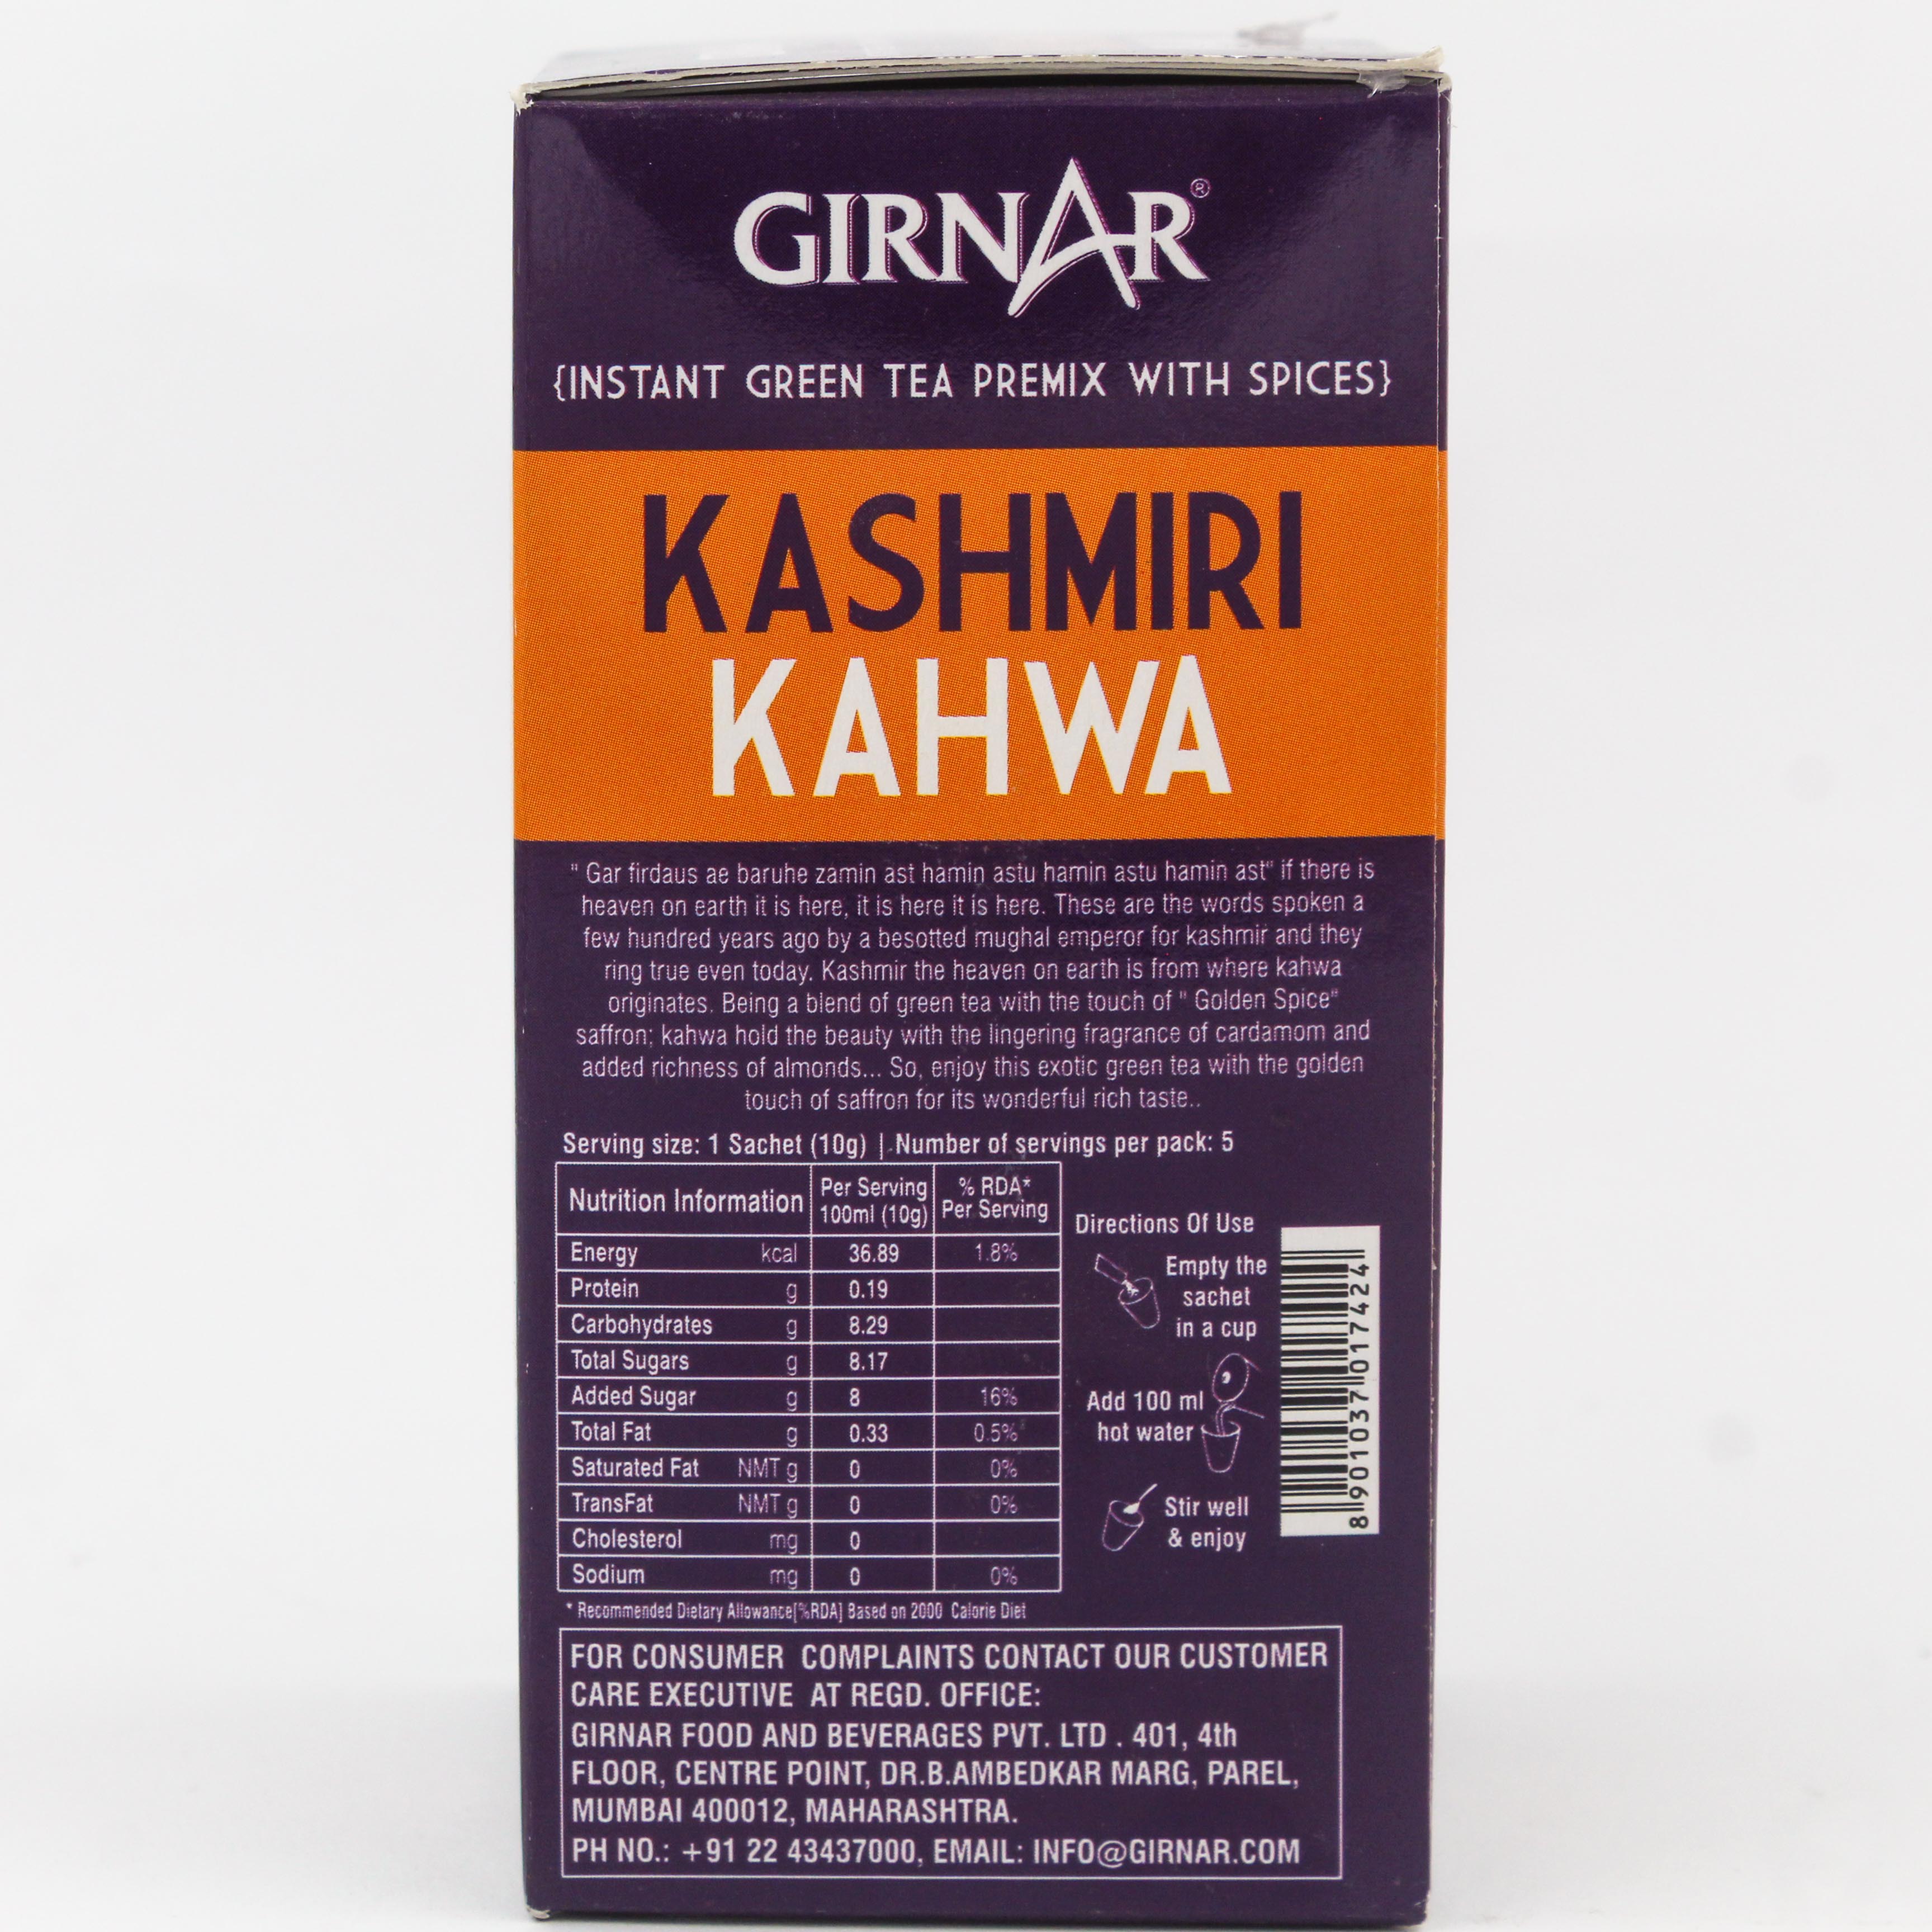 GIRNAR®
{INSTANT GREEN TEA PREMIX WITH SPICES}
KASHMIRI
KAHWA
" Gar firdaus ae baruhe zamin ast hamin astu hamin astu hamin ast" if there is
heaven on earth it is here, it is here it is here. These are the words spoken a
few hundred years ago by a besotted mughal emperor for kashmir and they
ring true even today. Kashmir the heaven on earth is from where kahwa
originates. Being a blend of green tea with the touch of " Golden Spice"
saffron; kahwa hold the beauty with the lingering fragrance of cardamom and
added richness of almonds... So, enjoy this exotic green tea with the golden
touch of saffron for its wonderful rich taste..
Serving size: 1 Sachet (10g) | Number of servings per pack: 5
Nutrition Information Per Serving 100ml (10g) % RDA* Per Serving
Energy kcal 36.89 1.8%
Protein g 0.19
Carbohydrates g 8.29
Total Sugars g 8.17
Added Sugar g 8 16%
Total Fat g 0.33 0.5%
Saturated Fat NMT g 0 0%
TransFat NMT g 0 0%
Cholesterol mg 0
Sodium mg 0 0%
* Recommended Dietary Allowance[%RDA] Based on 2000 Calorie Diet
Directions Of Use
Empty the
sachet
in a cup
Add 100 ml
hot water
Stir well
& enjoy
8 901037 017424
FOR CONSUMER COMPLAINTS CONTACT OUR CUSTOMER
CARE EXECUTIVE AT REGD. OFFICE:
GIRNAR FOOD AND BEVERAGES PVT. LTD . 401, 4th
FLOOR, CENTRE POINT, DR.B.AMBEDKAR MARG, PAREL,
MUMBAI 400012, MAHARASHTRA.
PH NO.: +91 22 43437000, EMAIL: INFO@GIRNAR.COM